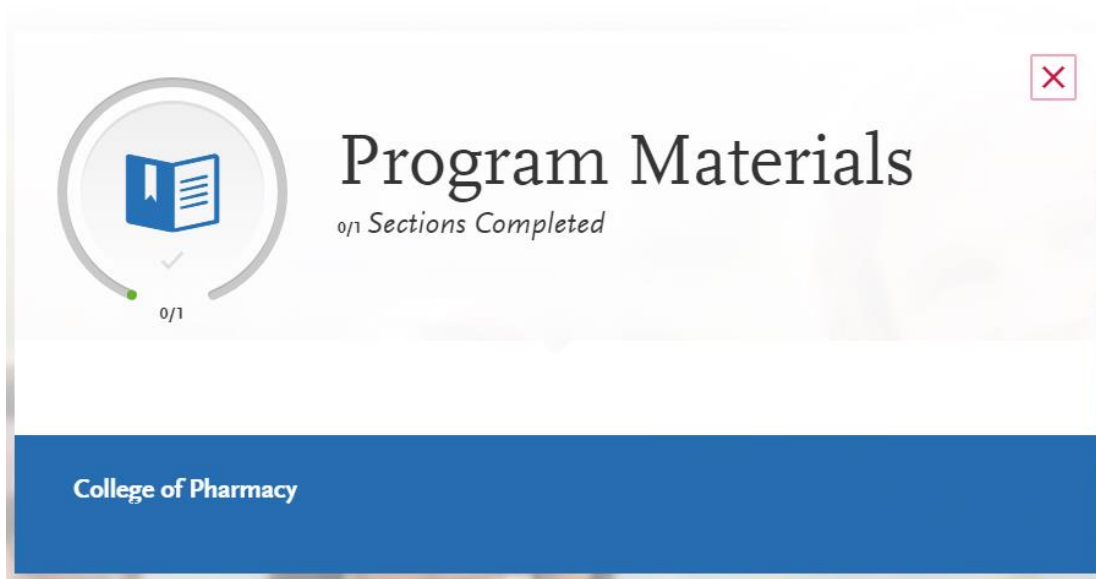 Program Materials
0/1 Sections Completed
0/1
College of Pharmacy